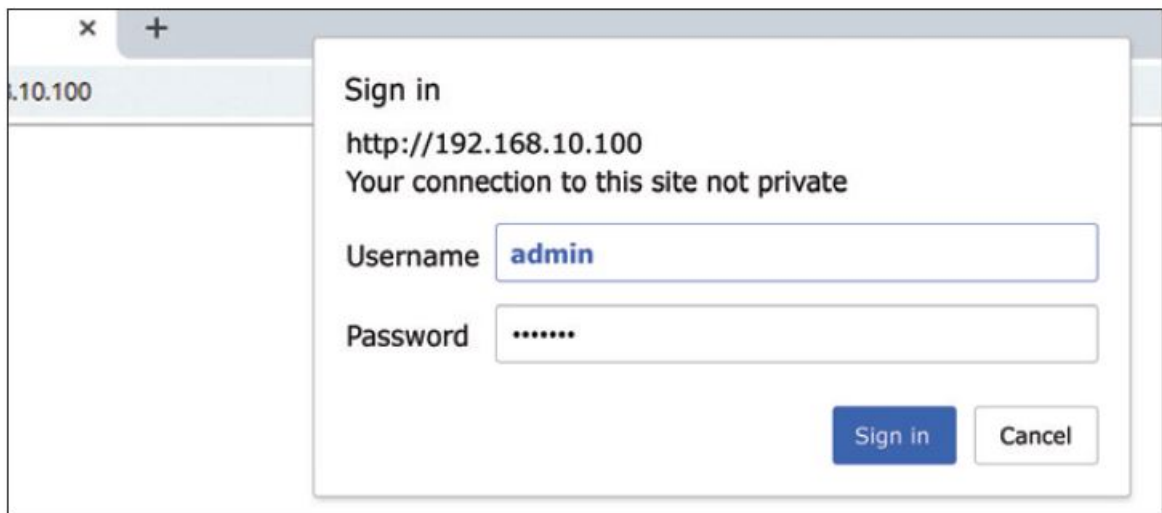 .10.100
Sign in
http://192.168.10.100
Your connection to this site not private
Username admin
Password •••••••
Sign in Cancel